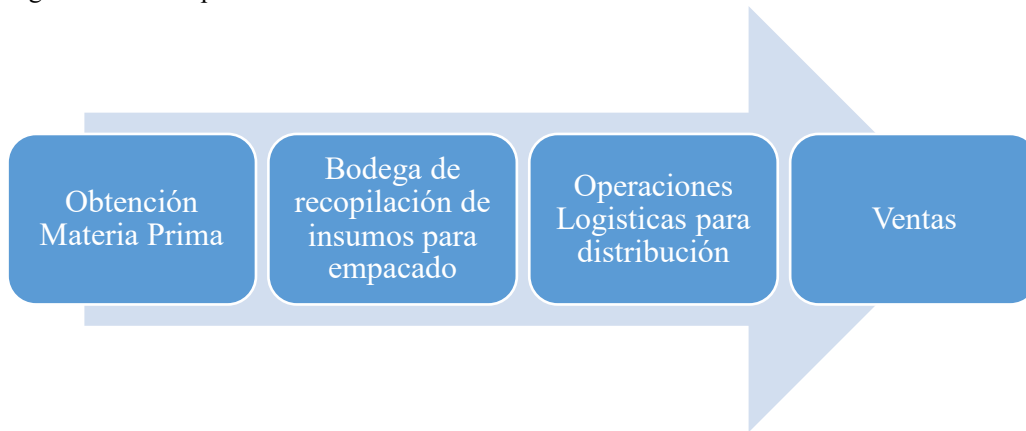 Obtención
Materia Prima
Bodega de
recopilación de
insumos para
empacado
Operaciones
Logisticas para
distribución
Ventas